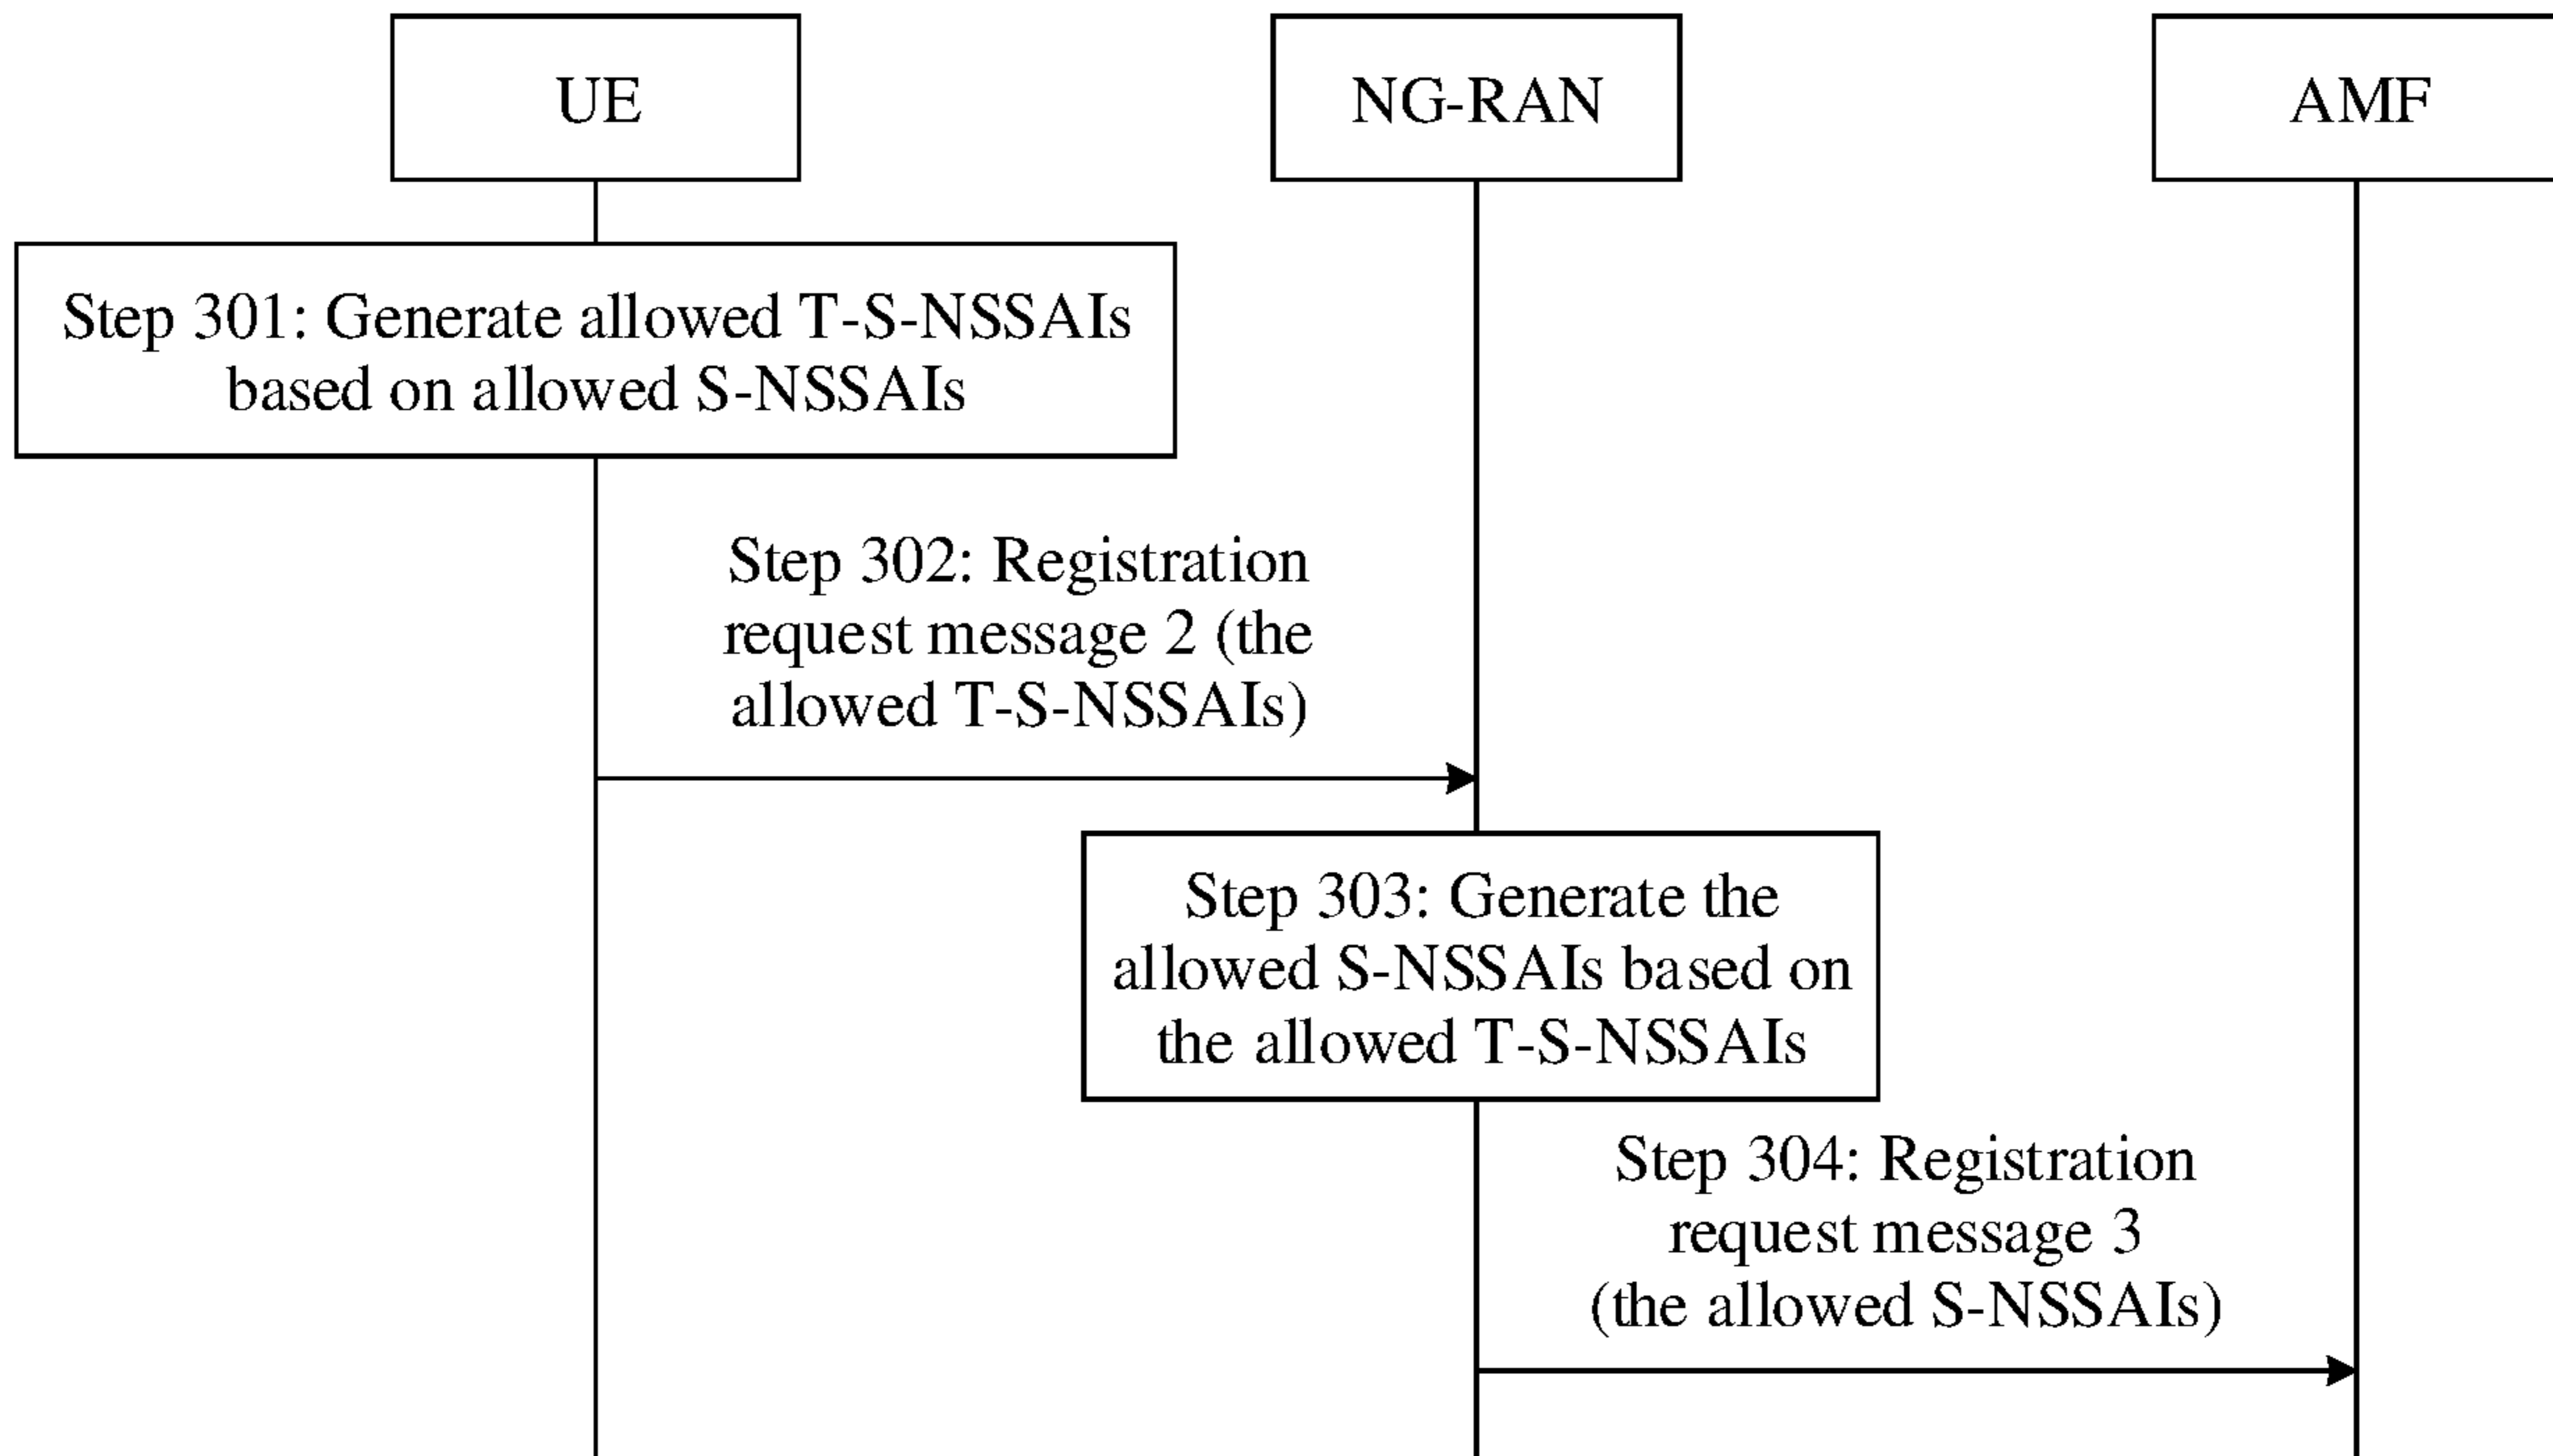 UE
NG-RAN
AMF
Step 301: Generate allowed T-S-NSSAIs
based on allowed S-NSSAIs
Step 302: Registration
request message 2 (the
allowed T-S-NSSAIs)
Step 303: Generate the
allowed S-NSSAIs based on
the allowed T-S-NSSAIs
Step 304: Registration
request message 3
(the allowed S-NSSAIs)